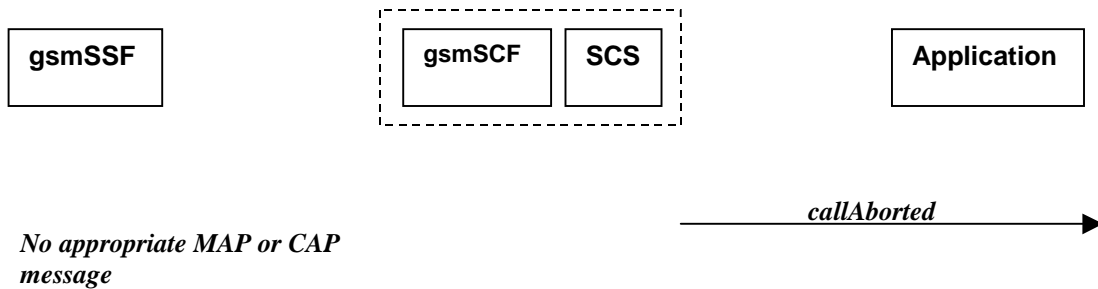 gsmSSF
gsmSCF
SCS
Application
callAborted
No appropriate MAP or CAP
message